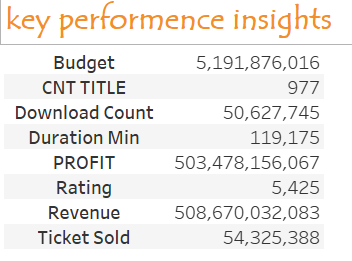 key performence insights
Budget 5,191,876,016
CNT TITLE 977
Download Count 50,627,745
Duration Min 119,175
PROFIT 503,478,156,067
Rating 5,425
Revenue 508,670,032,083
Ticket Sold 54,325,388